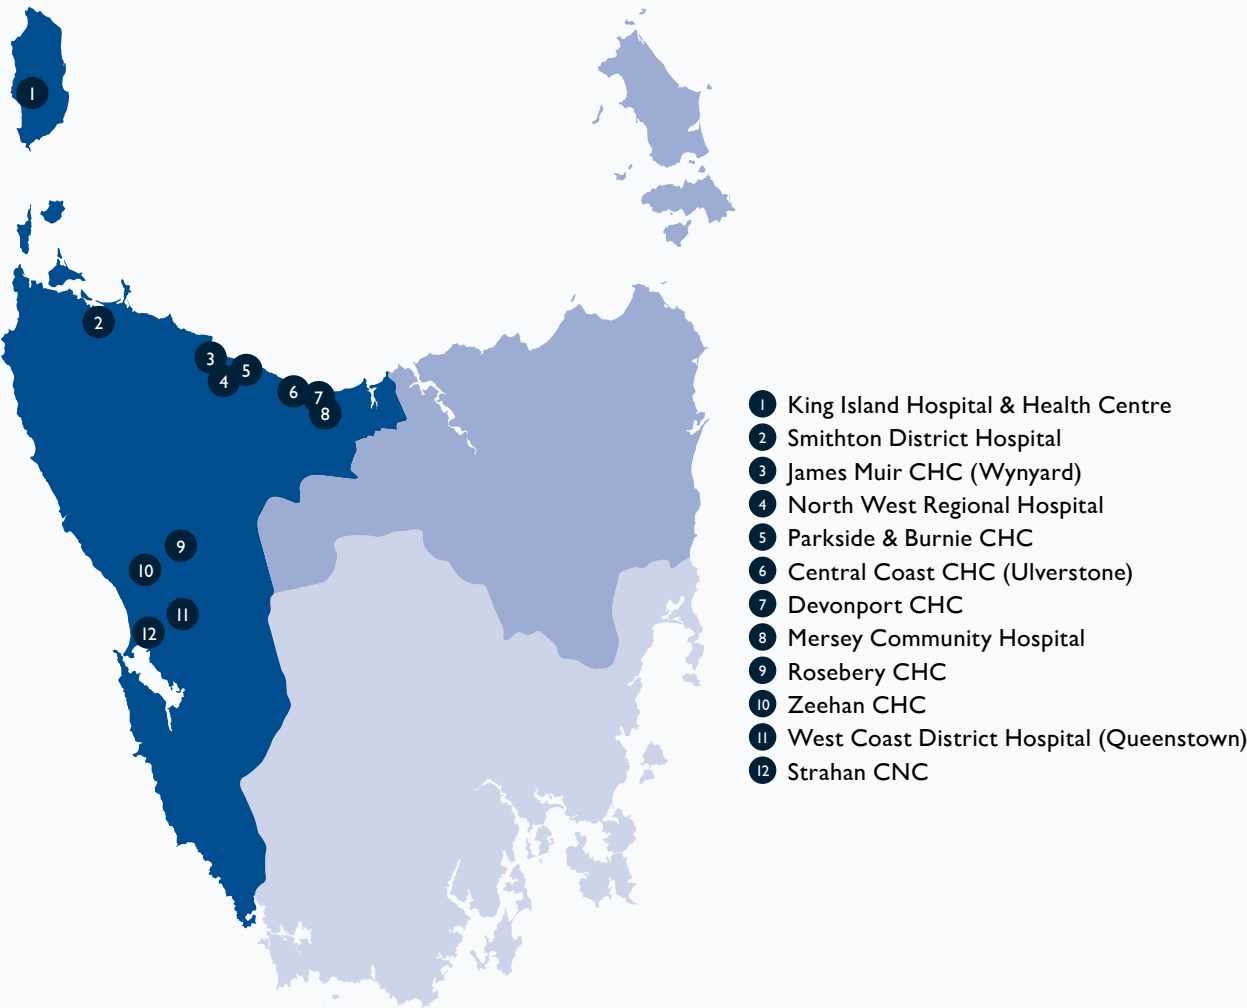 1
2
3
4
5
6
7
8
9
10
11
12
1 King Island Hospital & Health Centre
2 Smithton District Hospital
3 James Muir CHC (Wynyard)
4 North West Regional Hospital
5 Parkside & Burnie CHC
6 Central Coast CHC (Ulverstone)
7 Devonport CHC
8 Mersey Community Hospital
9 Rosebery CHC
10 Zeehan CHC
11 West Coast District Hospital (Queenstown)
12 Strahan CNC